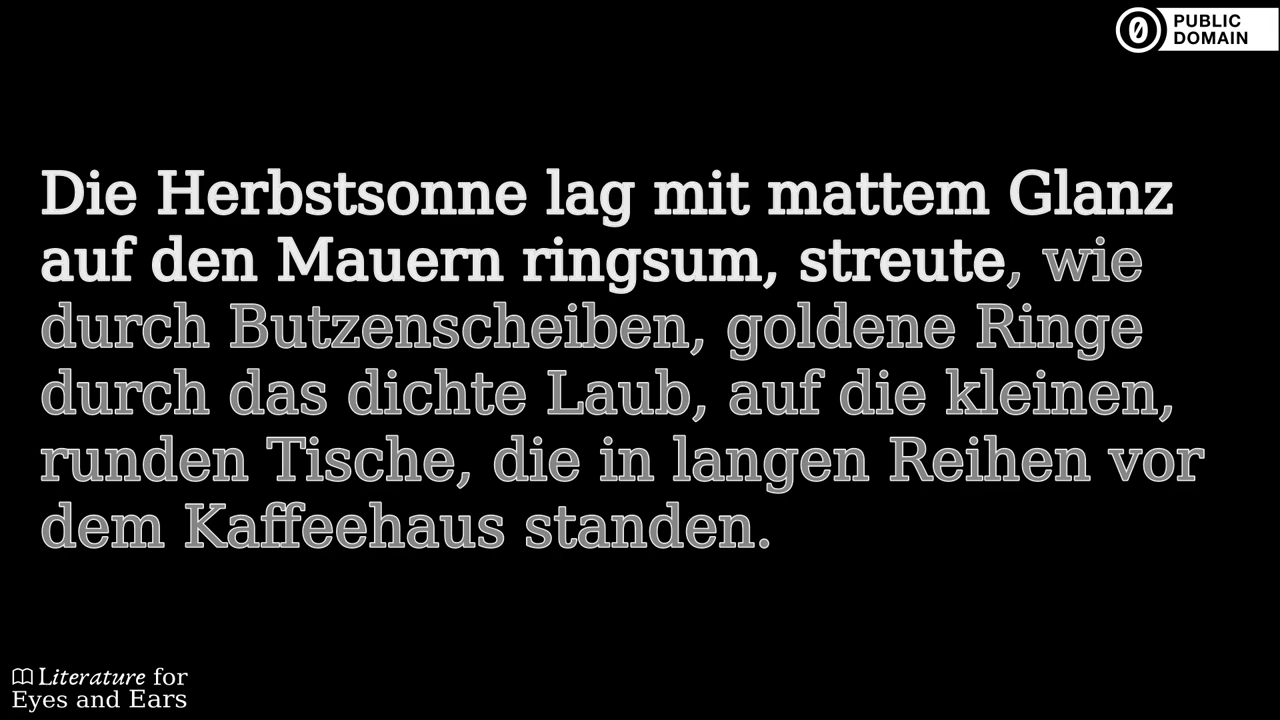 PUBLIC
DOMAIN
Die Herbstsonne lag mit mattem Glanz
auf den Mauern ringsum, streute, wie
durch Butzenscheiben, goldene Ringe
durch das dichte Laub, auf die kleinen,
runden Tische, die in langen Reihen vor
dem Kaffeehaus standen.
Literature for
Eyes and Ears